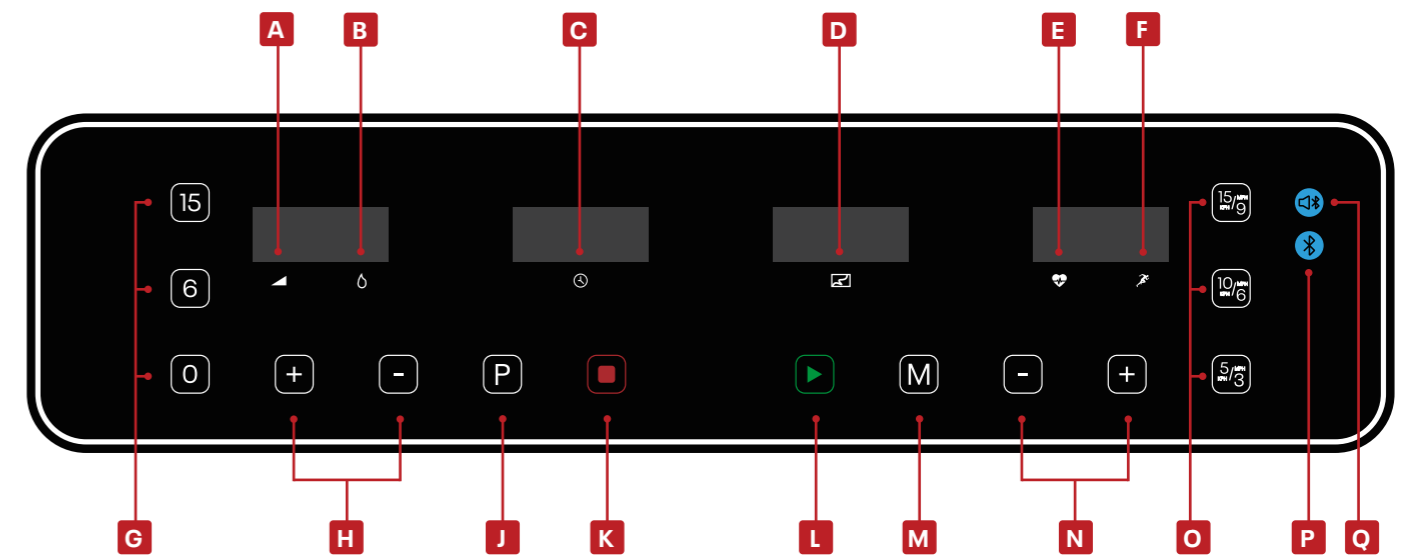 A B C D E F
15 15 KPH / MPH 9
6 10 KPH / MPH 6
0 + - P M - + 5 KPH / MPH 3
G H J K L M N O P Q